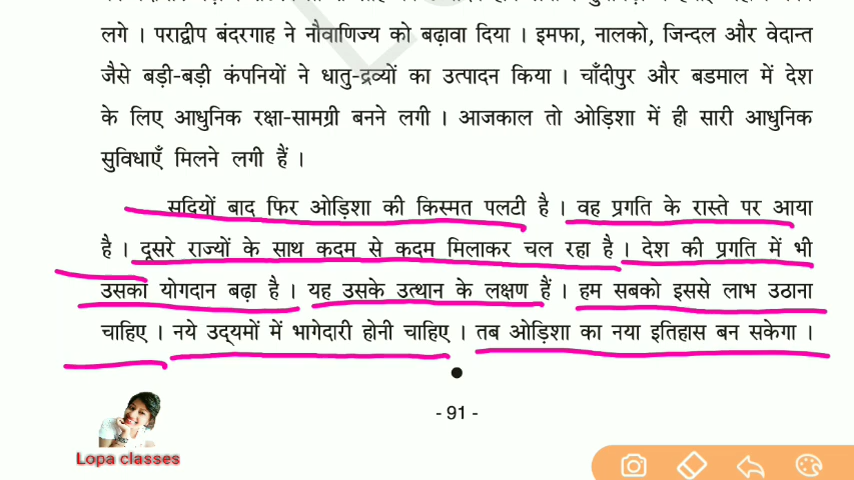 लगे । पराद्वीप बंदरगाह ने नौवाणिज्य को बढ़ावा दिया । इमफा, नालको, जिन्दल और वेदान्त
जैसे बड़ी-बड़ी कंपनियों ने धातु-द्रव्यों का उत्पादन किया । चाँदीपुर और बडमाल में देश
के लिए आधुनिक रक्षा-सामग्री बनने लगी । आजकाल तो ओड़िशा में ही सारी आधुनिक
सुविधाएँ मिलने लगी हैं ।
सदियों बाद फिर ओड़िशा की किस्मत पलटी है । वह प्रगति के रास्ते पर आया
है । दूसरे राज्यों के साथ कदम से कदम मिलाकर चल रहा है । देश की प्रगति में भी
उसका योगदान बढ़ा है । यह उसके उत्थान के लक्षण हैं । हम सबको इससे लाभ उठाना
चाहिए । नये उद्यमों में भागेदारी होनी चाहिए । तब ओड़िशा का नया इतिहास बन सकेगा ।
- 91 -
Lopa classes